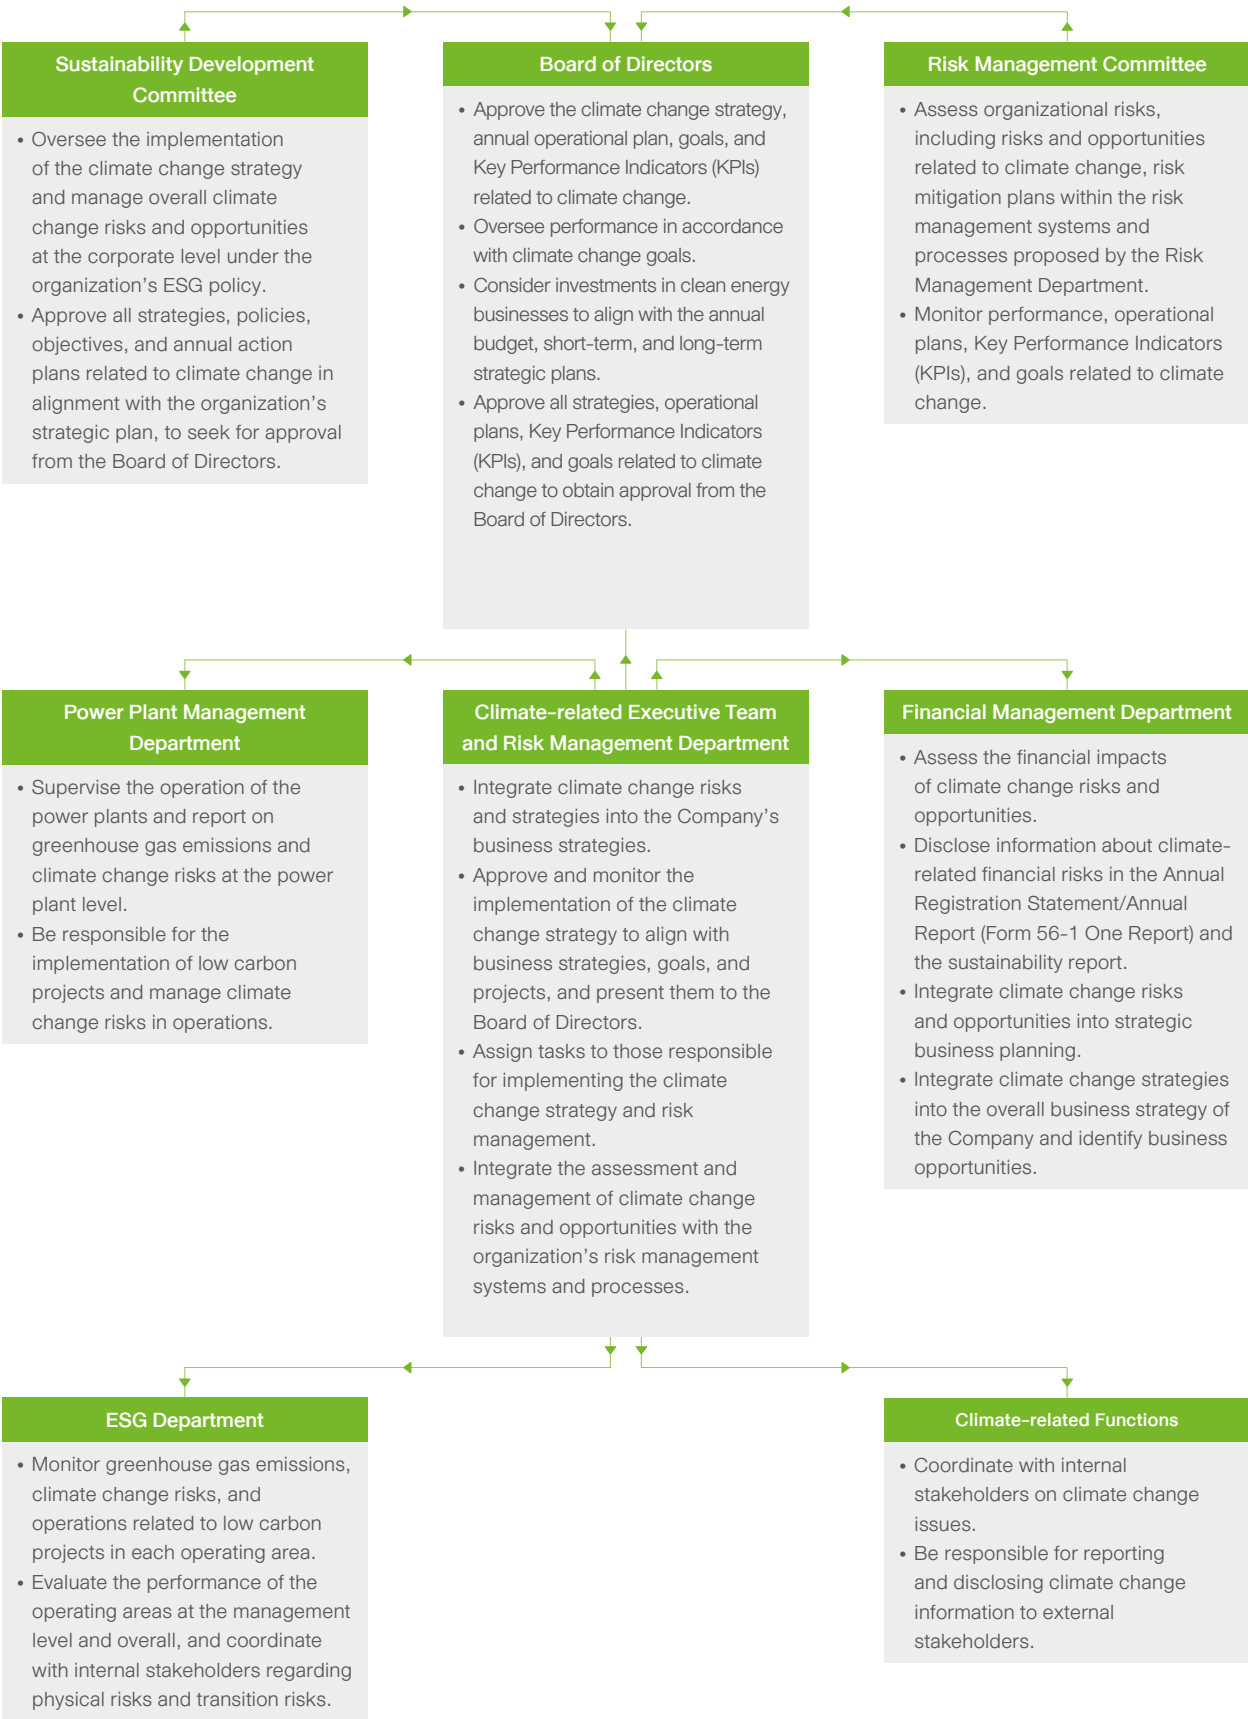 Sustainability Development
Committee
• Oversee the implementation
of the climate change strategy
and manage overall climate
change risks and opportunities
at the corporate level under the
organization's ESG policy.
• Approve all strategies, policies,
objectives, and annual action
plans related to climate change in
alignment with the organization's
strategic plan, to seek for approval
from the Board of Directors.
Board of Directors
• Approve the climate change strategy,
annual operational plan, goals, and
Key Performance Indicators (KPIs)
related to climate change.
• Oversee performance in accordance
with climate change goals.
• Consider investments in clean energy
businesses to align with the annual
budget, short-term, and long-term
strategic plans.
• Approve all strategies, operational
plans, Key Performance Indicators
(KPIs), and goals related to climate
change to obtain approval from the
Board of Directors.
Risk Management Committee
• Assess organizational risks,
including risks and opportunities
related to climate change, risk
mitigation plans within the risk
management systems and
processes proposed by the Risk
Management Department.
• Monitor performance, operational
plans, Key Performance Indicators
(KPIs), and goals related to climate
change.
Power Plant Management
Department
• Supervise the operation of the
power plants and report on
greenhouse gas emissions and
climate change risks at the power
plant level.
• Be responsible for the
implementation of low carbon
projects and manage climate
change risks in operations.
Climate-related Executive Team
and Risk Management Department
• Integrate climate change risks
and strategies into the Company's
business strategies.
• Approve and monitor the
implementation of the climate
change strategy to align with
business strategies, goals, and
projects, and present them to the
Board of Directors.
• Assign tasks to those responsible
for implementing the climate
change strategy and risk
management.
• Integrate the assessment and
management of climate change
risks and opportunities with the
organization's risk management
systems and processes.
Financial Management Department
• Assess the financial impacts
of climate change risks and
opportunities.
• Disclose information about climate-
related financial risks in the Annual
Registration Statement/Annual
Report (Form 56-1 One Report) and
the sustainability report.
• Integrate climate change risks
and opportunities into strategic
business planning.
• Integrate climate change strategies
into the overall business strategy of
the Company and identify business
opportunities.
ESG Department
• Monitor greenhouse gas emissions,
climate change risks, and
operations related to low carbon
projects in each operating area.
• Evaluate the performance of the
operating areas at the management
level and overall, and coordinate
with internal stakeholders regarding
physical risks and transition risks.
Climate-related Functions
• Coordinate with internal
stakeholders on climate change
issues.
• Be responsible for reporting
and disclosing climate change
information to external
stakeholders.